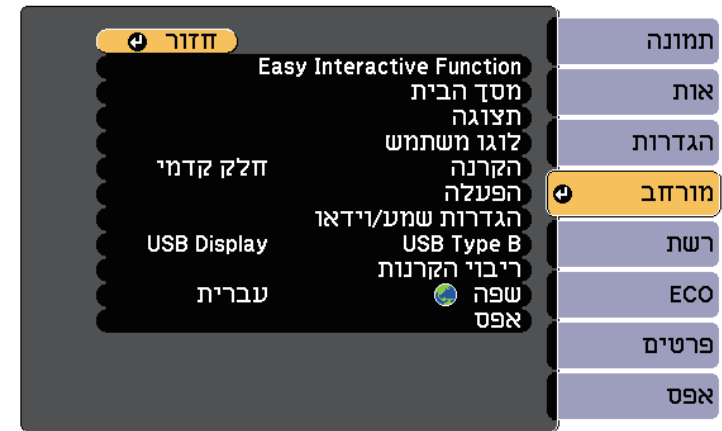 תמונה
אות
הגדרות
מורחב
רשת
ECO
פרטים
אפס
חזור
Easy Interactive Function
מסך הבית
תצוגה
לוגו משתמש
הקרנה חלק קדמי
הפעלה
הגדרות שמע/וידאו
USB Type B USB Display
ריבוי הקרנות
שפה עברית
אפס